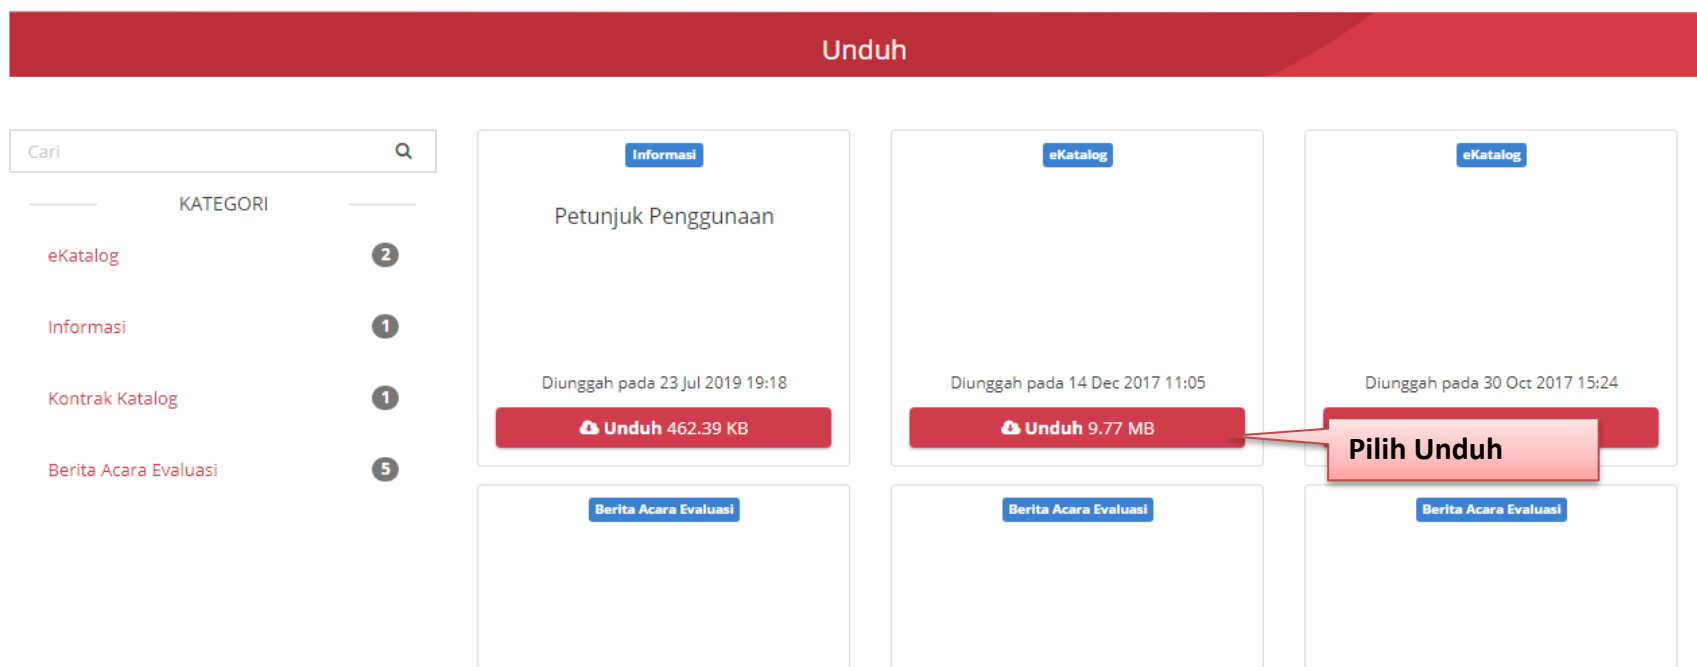 Unduh
Cari
KATEGORI
eKatalog 2
Informasi 1
Kontrak Katalog 1
Berita Acara Evaluasi 5
Informasi
Petunjuk Penggunaan
Diunggah pada 23 Jul 2019 19:18
Unduh 462.39 KB
eKatalog
Diunggah pada 14 Dec 2017 11:05
Unduh 9.77 MB
eKatalog
Diunggah pada 30 Oct 2017 15:24
Pilih Unduh
Berita Acara Evaluasi
Berita Acara Evaluasi
Berita Acara Evaluasi